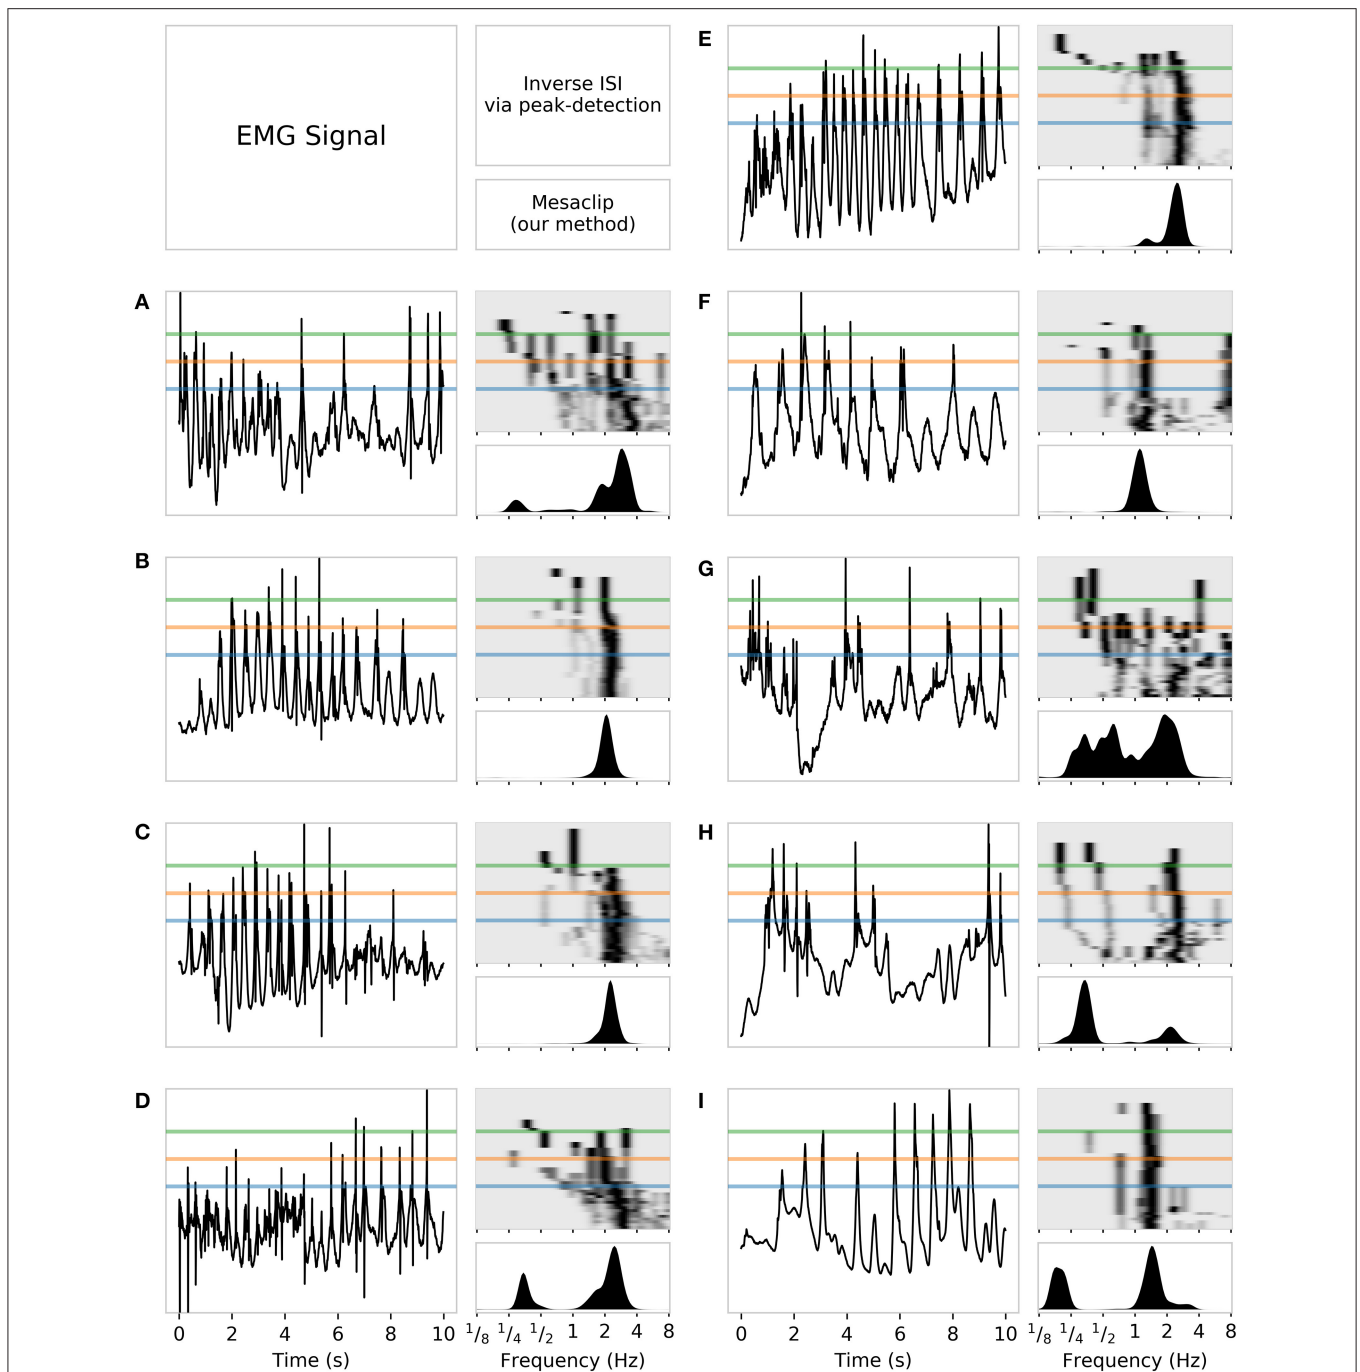 EMG Signal
Inverse ISI
via peak-detection
Mesaclip
(our method)
A
B
C
D
0 2 4 6 8 10
Time (s)
1/8 1/4 1/2 1 2 4 8
Frequency (Hz)
E
F
G
H
I
0 2 4 6 8 10
Time (s)
1/8 1/4 1/2 1 2 4 8
Frequency (Hz)